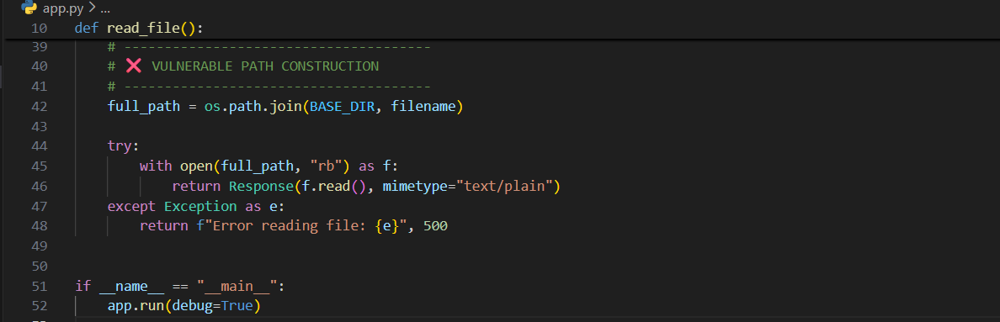 app.py > ...
10 def read_file():
39 # --------------------------------------
40 # ❌ VULNERABLE PATH CONSTRUCTION
41 # --------------------------------------
42 full_path = os.path.join(BASE_DIR, filename)
43
44 try:
45 with open(full_path, "rb") as f:
46 return Response(f.read(), mimetype="text/plain")
47 except Exception as e:
48 return f"Error reading file: {e}", 500
49
50
51 if __name__ == "__main__":
52 app.run(debug=True)